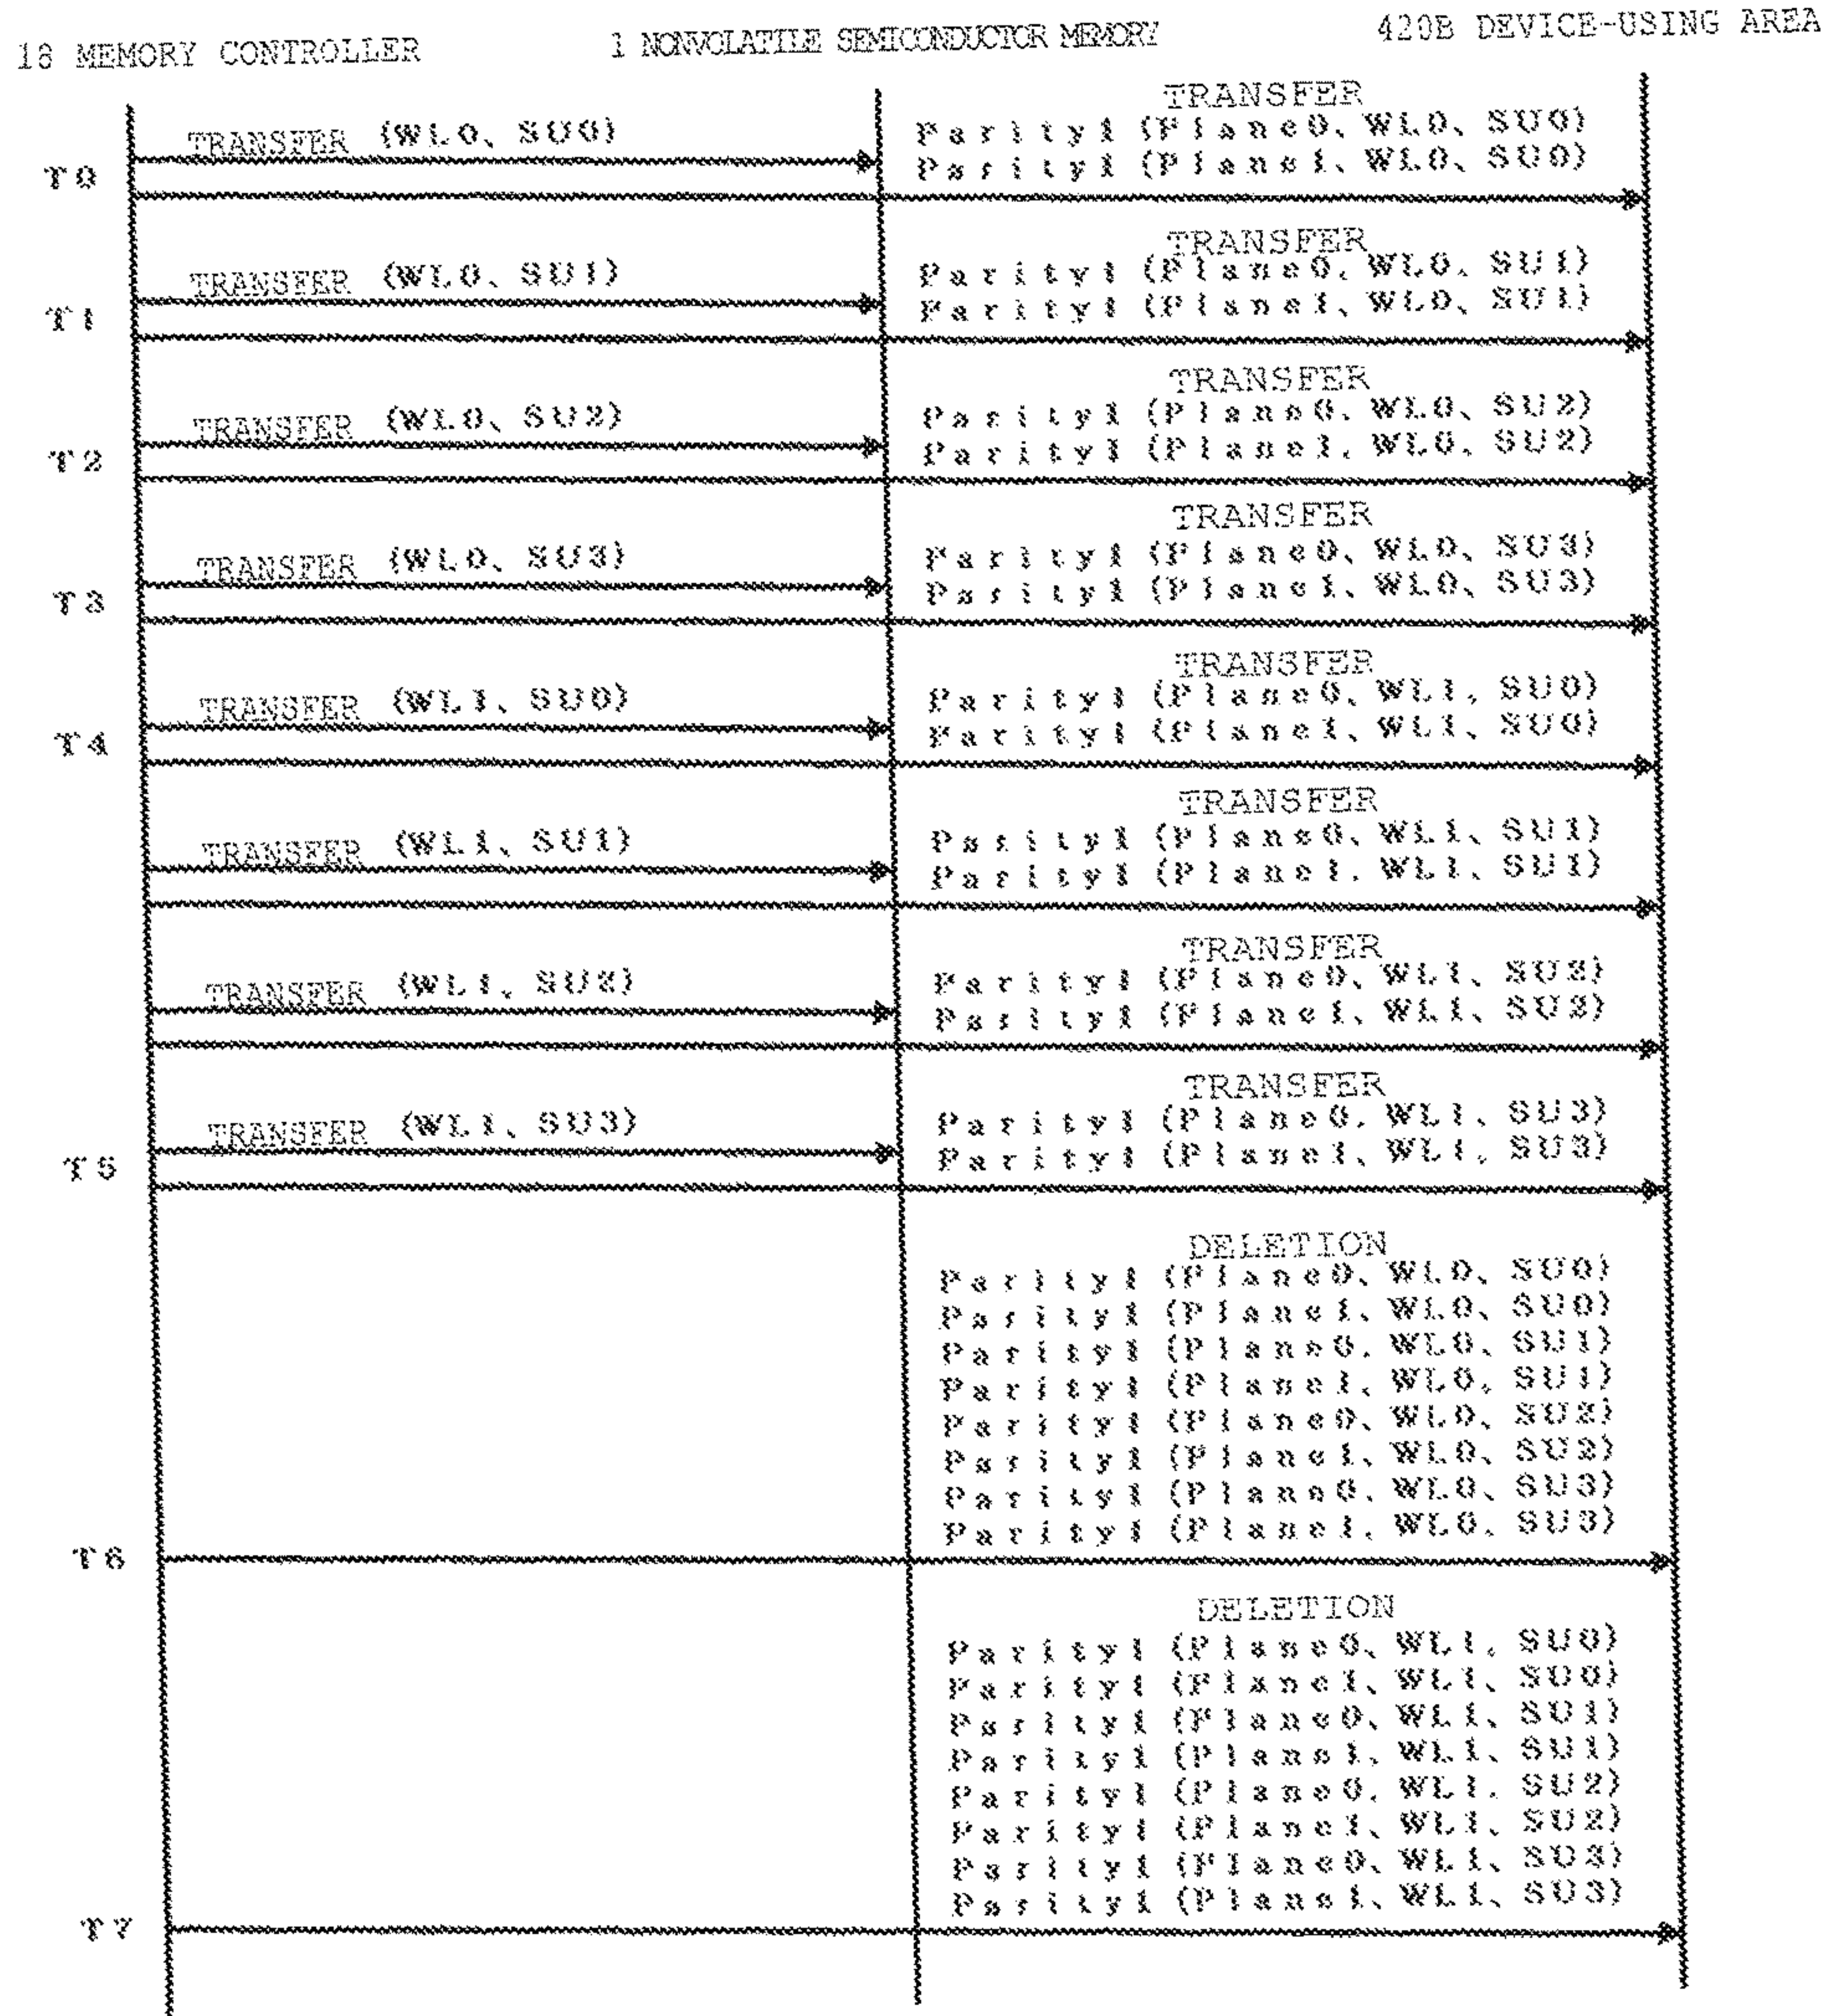 18 MEMORY CONTROLLER
1 NONVOLATILE SEMICONDUCTOR MEMORY
420B DEVICE-USING AREA
TRANSFER
TRANSFER (WL0、SU0)
Parity1 (Plane0、WL0、SU0)
Parity1 (Plane1、WL0、SU0)
T0
TRANSFER
TRANSFER (WL0、SU1)
Parity1 (Plane0、WL0、SU1)
Parity1 (Plane1、WL0、SU1)
T1
TRANSFER
TRANSFER (WL0、SU2)
Parity1 (Plane0、WL0、SU2)
Parity1 (Plane1、WL0、SU2)
T2
TRANSFER
TRANSFER (WL0、SU3)
Parity1 (Plane0、WL0、SU3)
Parity1 (Plane1、WL0、SU3)
T3
TRANSFER
TRANSFER (WL1、SU0)
Parity1 (Plane0、WL1、SU0)
Parity1 (Plane1、WL1、SU0)
T4
TRANSFER
TRANSFER (WL1、SU1)
Parity1 (Plane0、WL1、SU1)
Parity1 (Plane1、WL1、SU1)
TRANSFER
TRANSFER (WL1、SU2)
Parity1 (Plane0、WL1、SU2)
Parity1 (Plane1、WL1、SU2)
TRANSFER
TRANSFER (WL1、SU3)
Parity1 (Plane0、WL1、SU3)
Parity1 (Plane1、WL1、SU3)
T5
DELETION
Parity1 (Plane0、WL0、SU0)
Parity1 (Plane1、WL0、SU0)
Parity1 (Plane0、WL0、SU1)
Parity1 (Plane1、WL0、SU1)
Parity1 (Plane0、WL0、SU2)
Parity1 (Plane1、WL0、SU2)
Parity1 (Plane0、WL0、SU3)
Parity1 (Plane1、WL0、SU3)
T6
DELETION
Parity1 (Plane0、WL1、SU0)
Parity1 (Plane1、WL1、SU0)
Parity1 (Plane0、WL1、SU1)
Parity1 (Plane1、WL1、SU1)
Parity1 (Plane0、WL1、SU2)
Parity1 (Plane1、WL1、SU2)
Parity1 (Plane0、WL1、SU3)
Parity1 (Plane1、WL1、SU3)
T7